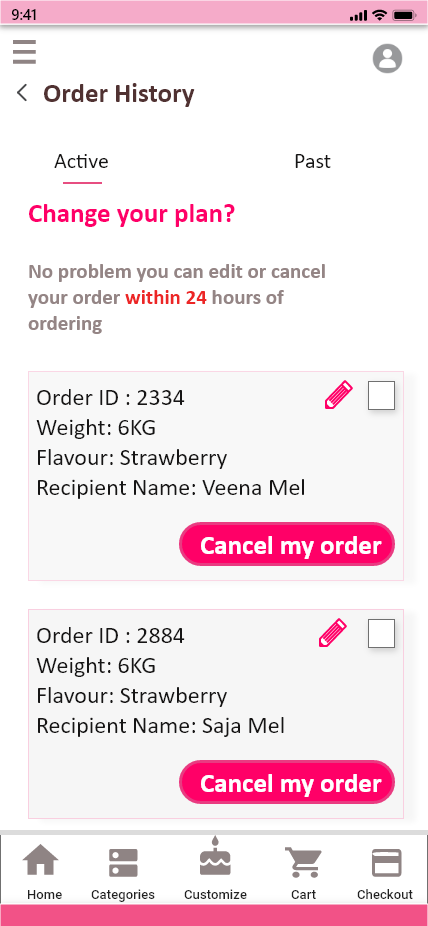 9:41
Order History
Active Past
Change your plan?
No problem you can edit or cancel
your order within 24 hours of
ordering
Order ID : 2334
Weight: 6KG
Flavour: Strawberry
Recipient Name: Veena Mel
Cancel my order
Order ID : 2884
Weight: 6KG
Flavour: Strawberry
Recipient Name: Saja Mel
Cancel my order
Home Categories Customize Cart Checkout